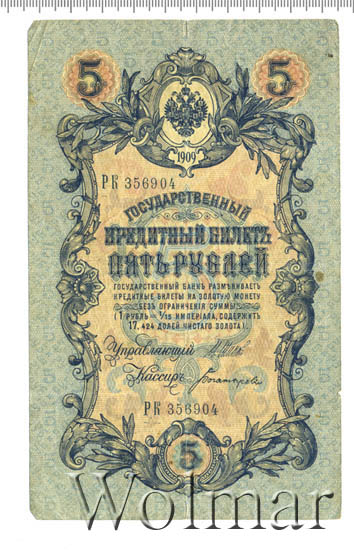 5 5
1909
РК 356904
ГОСУДАРСТВЕННЫЙ
КРЕДИТНЫЙ БИЛЕТЪ
ПЯТЬ РУБЛЕЙ
ГОСУДАРСТВЕННЫЙ БАНКЪ РАЗМѢНИВАЕТЪ
КРЕДИТНЫЕ БИЛЕТЫ НА ЗОЛОТУЮ МОНЕТУ
БЕЗЪ ОГРАНИЧЕНІЯ СУММЫ
(1 РУБЛЬ = 1/15 ИМПЕРІАЛА, СОДЕРЖИТЪ
17,424 ДОЛЕЙ ЧИСТАГО ЗОЛОТА).
Управляющій
Кассиръ
РК 356904
5
Wolmar